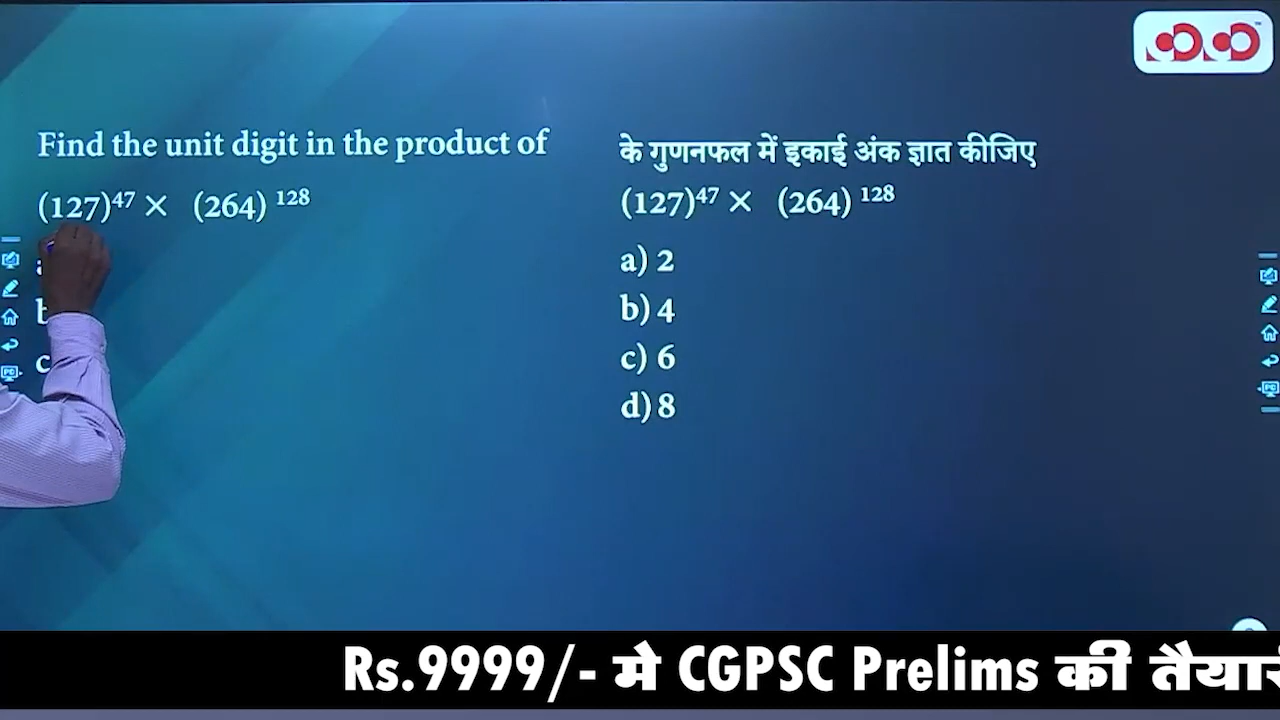 Find the unit digit in the product of
(127)⁴⁷ × (264) ¹²⁸
a
b
c
के गुणनफल में इकाई अंक ज्ञात कीजिए
(127)⁴⁷ × (264) ¹²⁸
a) 2
b) 4
c) 6
d) 8
Rs.9999/- मे CGPSC Prelims की